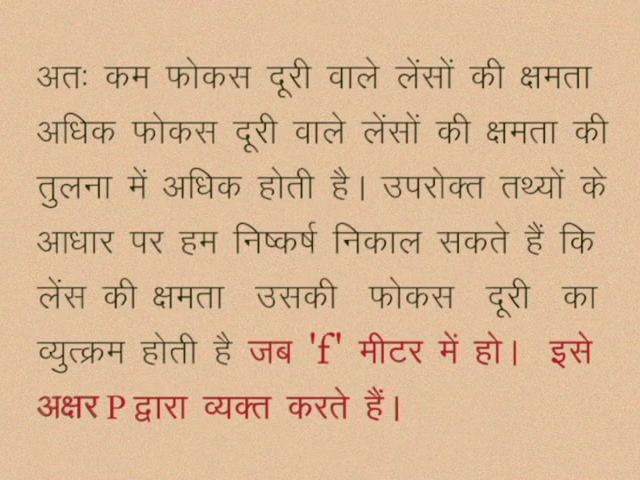 अतः कम फोकस दूरी वाले लेंसों की क्षमता
अधिक फोकस दूरी वाले लेंसों की क्षमता की
तुलना में अधिक होती है। उपरोक्त तथ्यों के
आधार पर हम निष्कर्ष निकाल सकते हैं कि
लेंस की क्षमता उसकी फोकस दूरी का
व्युत्क्रम होती है जब 'f' मीटर में हो। इसे
अक्षर P द्वारा व्यक्त करते हैं।